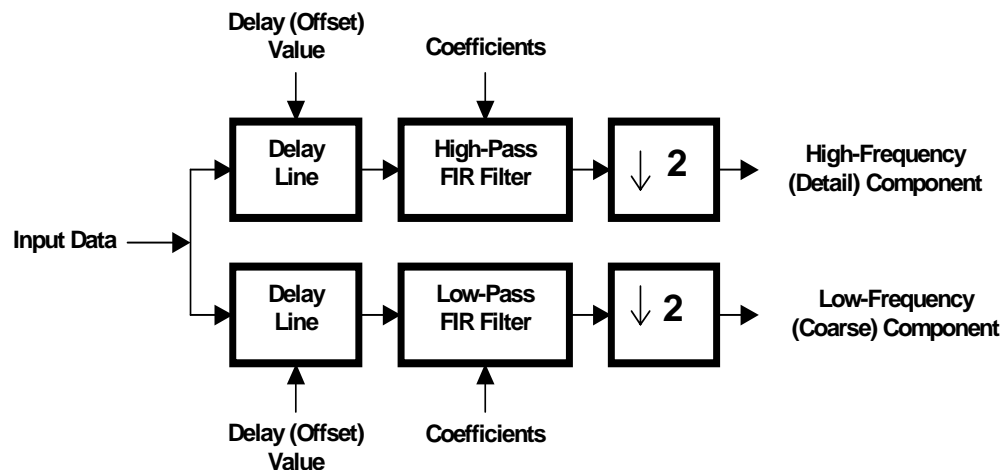 Delay (Offset)
Value
Coefficients
Delay
Line
High-Pass
FIR Filter
↓ 2
High-Frequency
(Detail) Component
Input Data
Delay
Line
Low-Pass
FIR Filter
↓ 2
Low-Frequency
(Coarse) Component
Delay (Offset)
Value
Coefficients